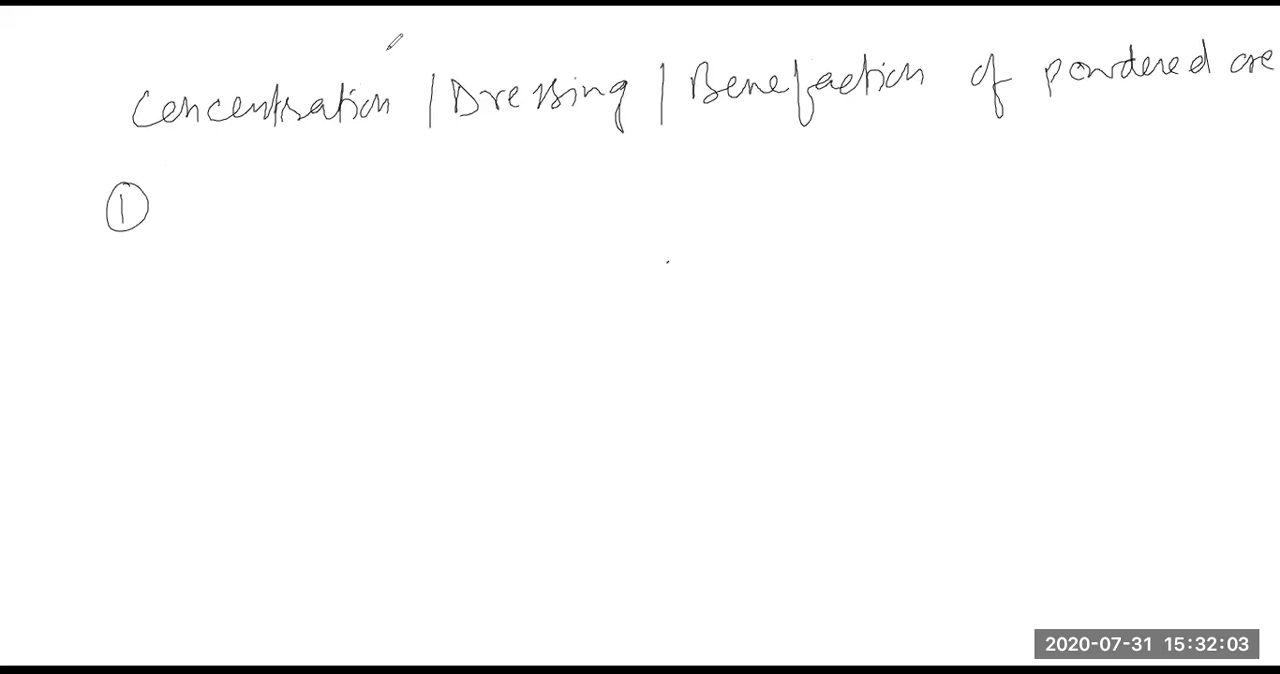 Concentration / Dressing / Benefaction of powdered ore
①
2020-07-31 15:32:03